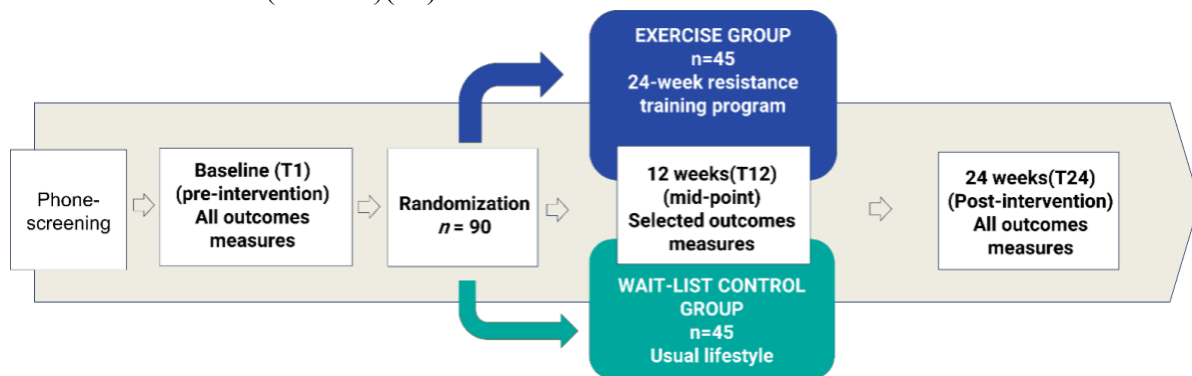 EXERCISE GROUP
n=45
24-week resistance
training program
Phone-
screening
Baseline (T1)
(pre-intervention)
All outcomes
measures
Randomization
n = 90
12 weeks(T12)
(mid-point)
Selected outcomes
measures
24 weeks(T24)
(Post-intervention)
All outcomes
measures
WAIT-LIST CONTROL
GROUP
n=45
Usual lifestyle